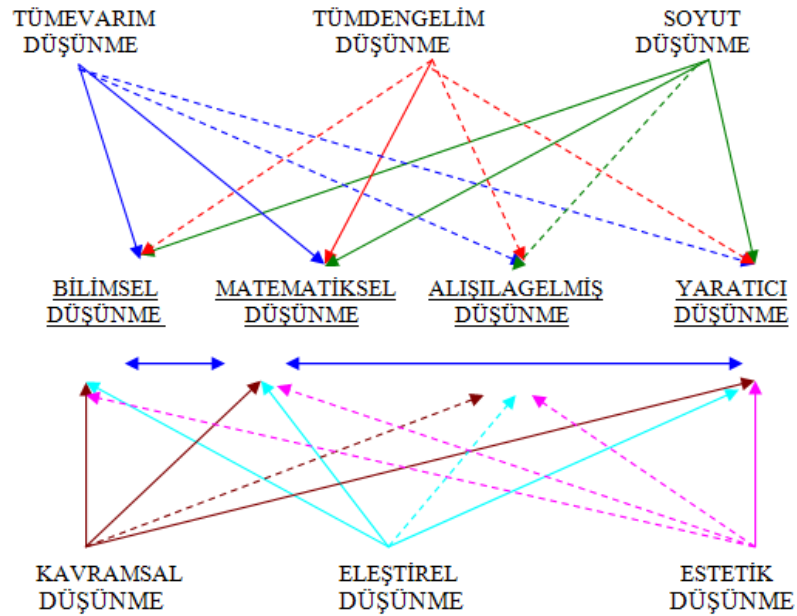 TÜMEVARIM
DÜŞÜNME
TÜMDENGELİM
DÜŞÜNME
SOYUT
DÜŞÜNME
BİLİMSEL
DÜŞÜNME
MATEMATİKSEL
DÜŞÜNME
ALIŞILAGELMİŞ
DÜŞÜNME
YARATICI
DÜŞÜNME
KAVRAMSAL
DÜŞÜNME
ELEŞTİREL
DÜŞÜNME
ESTETİK
DÜŞÜNME